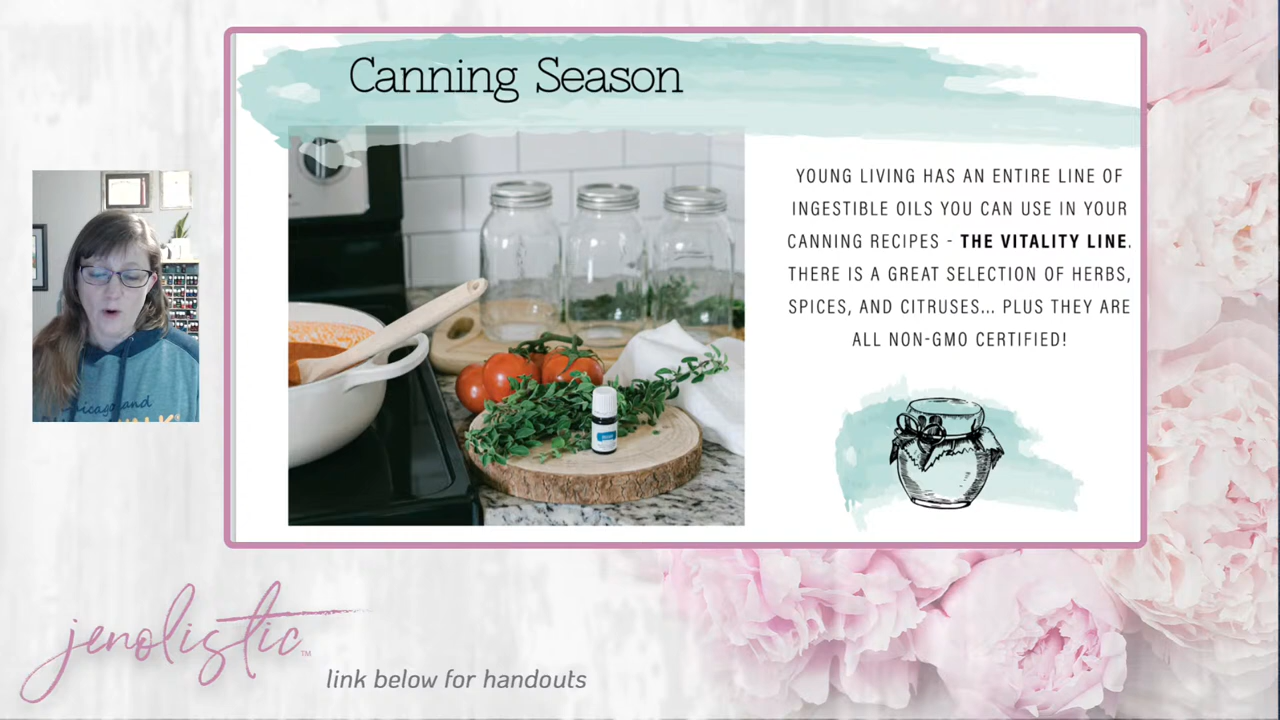 Canning Season
YOUNG LIVING HAS AN ENTIRE LINE OF
INGESTIBLE OILS YOU CAN USE IN YOUR
CANNING RECIPES - THE VITALITY LINE.
THERE IS A GREAT SELECTION OF HERBS,
SPICES, AND CITRUSES... PLUS THEY ARE
ALL NON-GMO CERTIFIED!
jenolistic™
link below for handouts